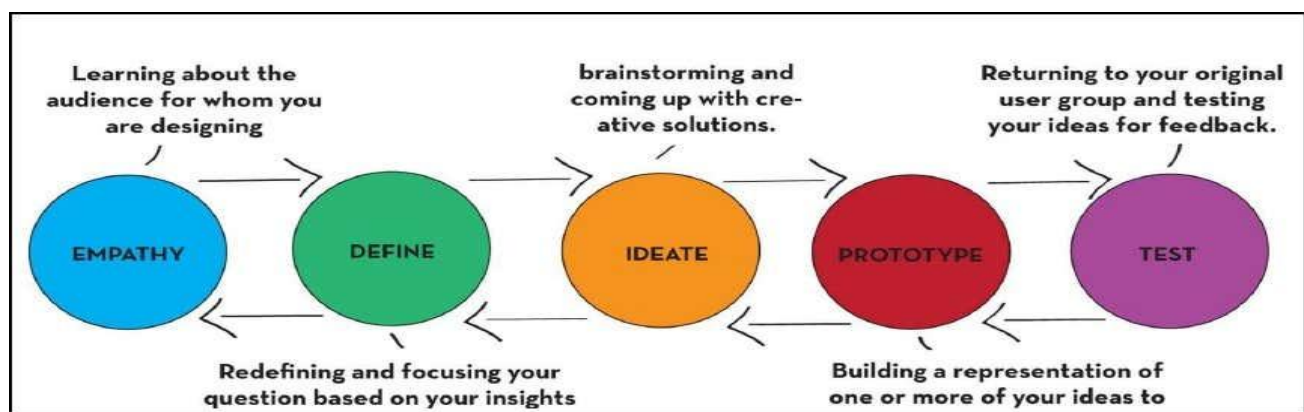 Learning about the
audience for whom you
are designing
brainstorming and
coming up with cre-
ative solutions.
Returning to your original
user group and testing
your ideas for feedback.
EMPATHY
DEFINE
IDEATE
PROTOTYPE
TEST
Redefining and focusing your
question based on your insights
Building a representation of
one or more of your ideas to